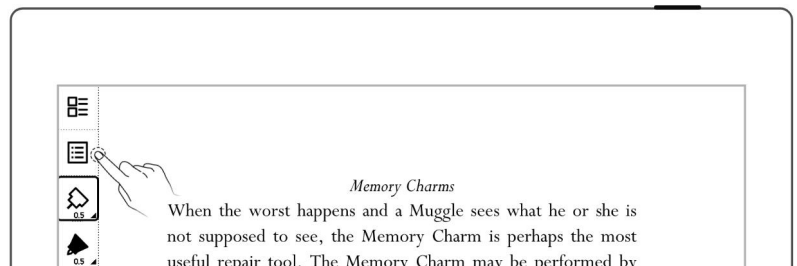 Memory Charms
When the worst happens and a Muggle sees what he or she is
0.5
not supposed to see, the Memory Charm is perhaps the most
0.5
useful repair tool. The Memory Charm may be performed by